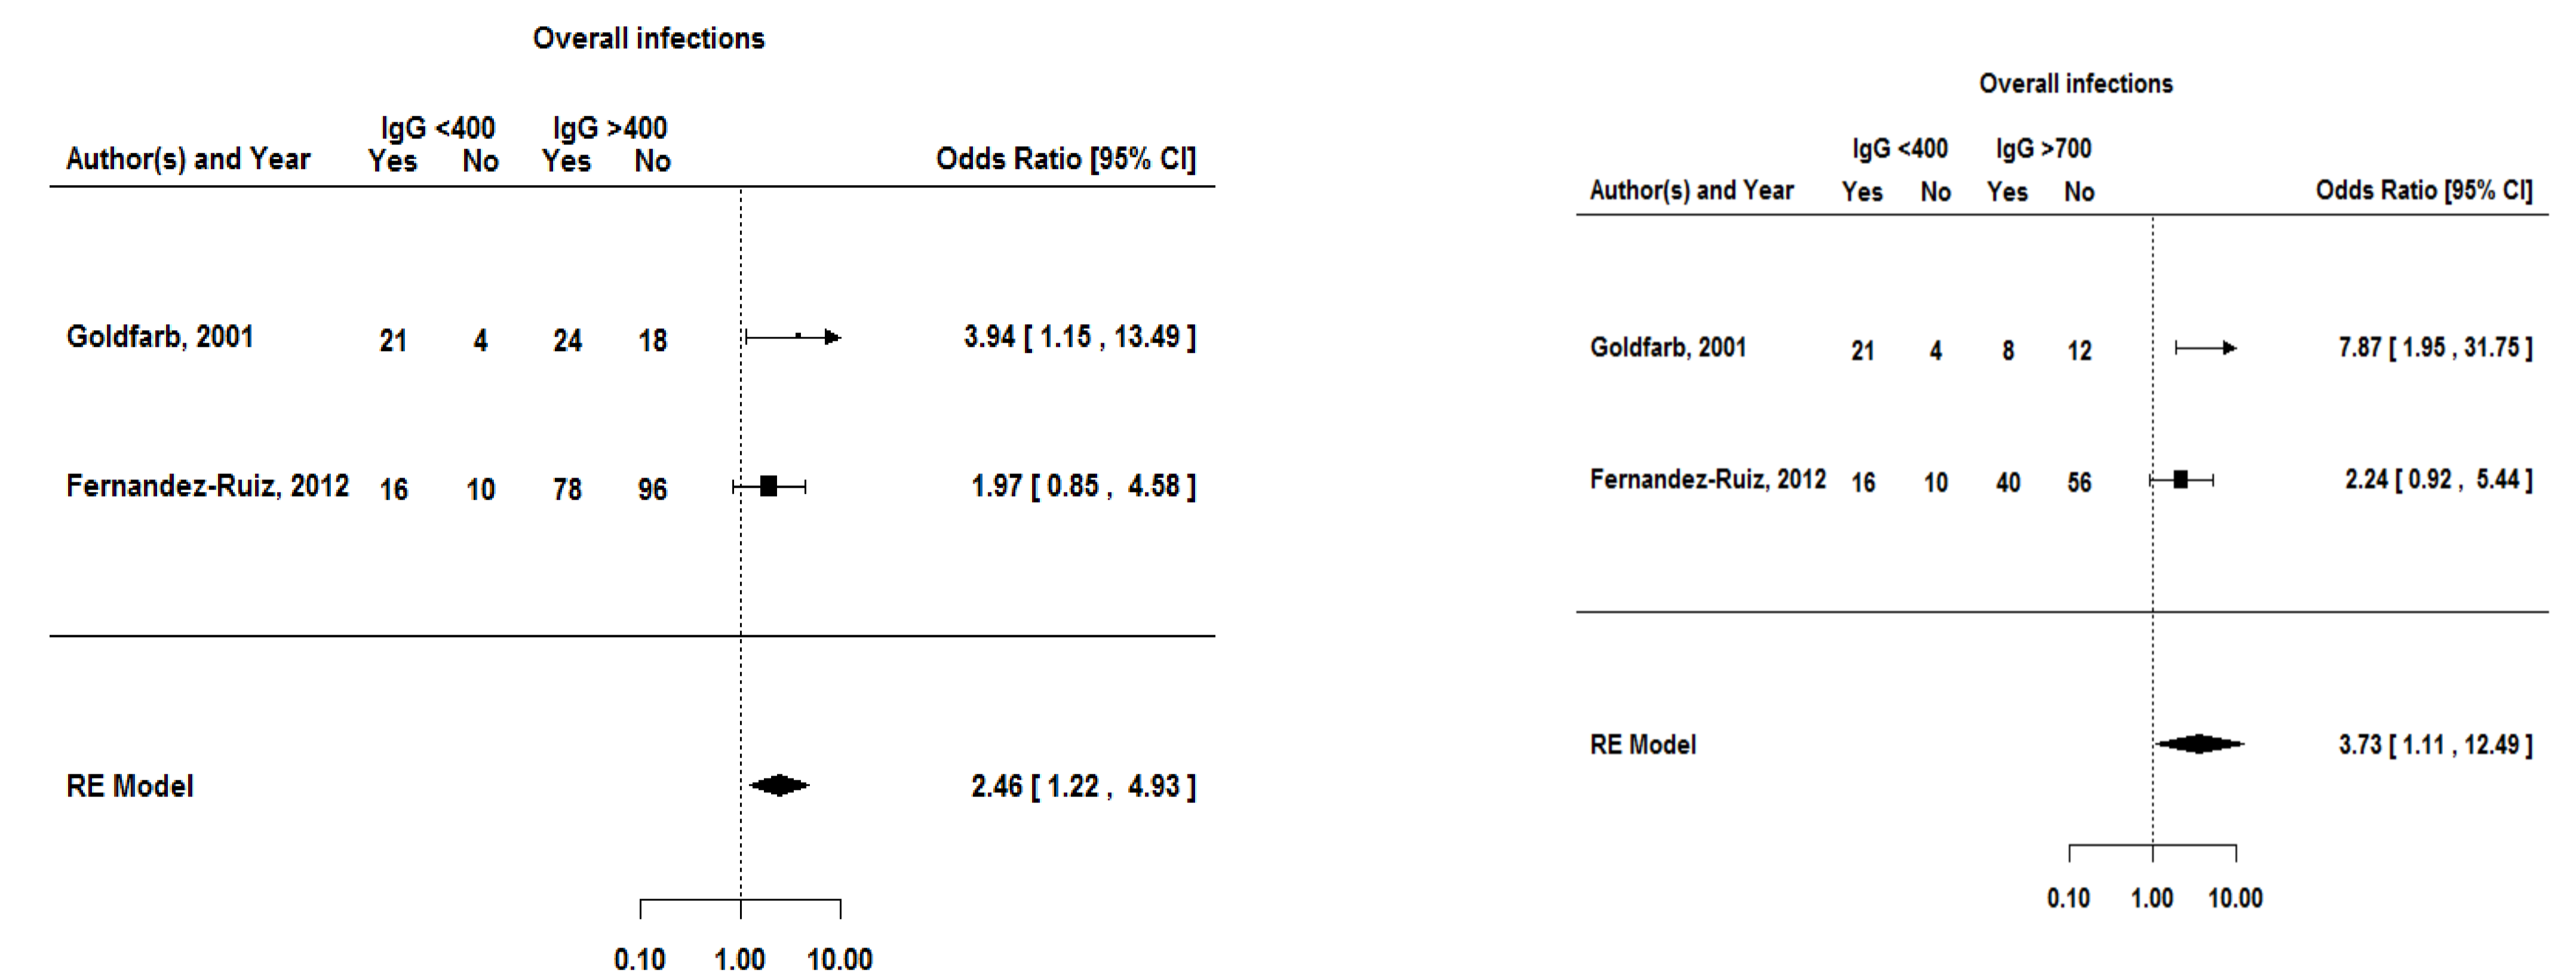 Overall infections
IgG <400 IgG >400
Author(s) and Year Yes No Yes No Odds Ratio [95% CI]
Goldfarb, 2001 21 4 24 18 3.94 [ 1.15 , 13.49 ]
Fernandez-Ruiz, 2012 16 10 78 96 1.97 [ 0.85 , 4.58 ]
RE Model 2.46 [ 1.22 , 4.93 ]
0.10 1.00 10.00
Overall infections
IgG <400 IgG >700
Author(s) and Year Yes No Yes No Odds Ratio [95% CI]
Goldfarb, 2001 21 4 8 12 7.87 [ 1.95 , 31.75 ]
Fernandez-Ruiz, 2012 16 10 40 56 2.24 [ 0.92 , 5.44 ]
RE Model 3.73 [ 1.11 , 12.49 ]
0.10 1.00 10.00